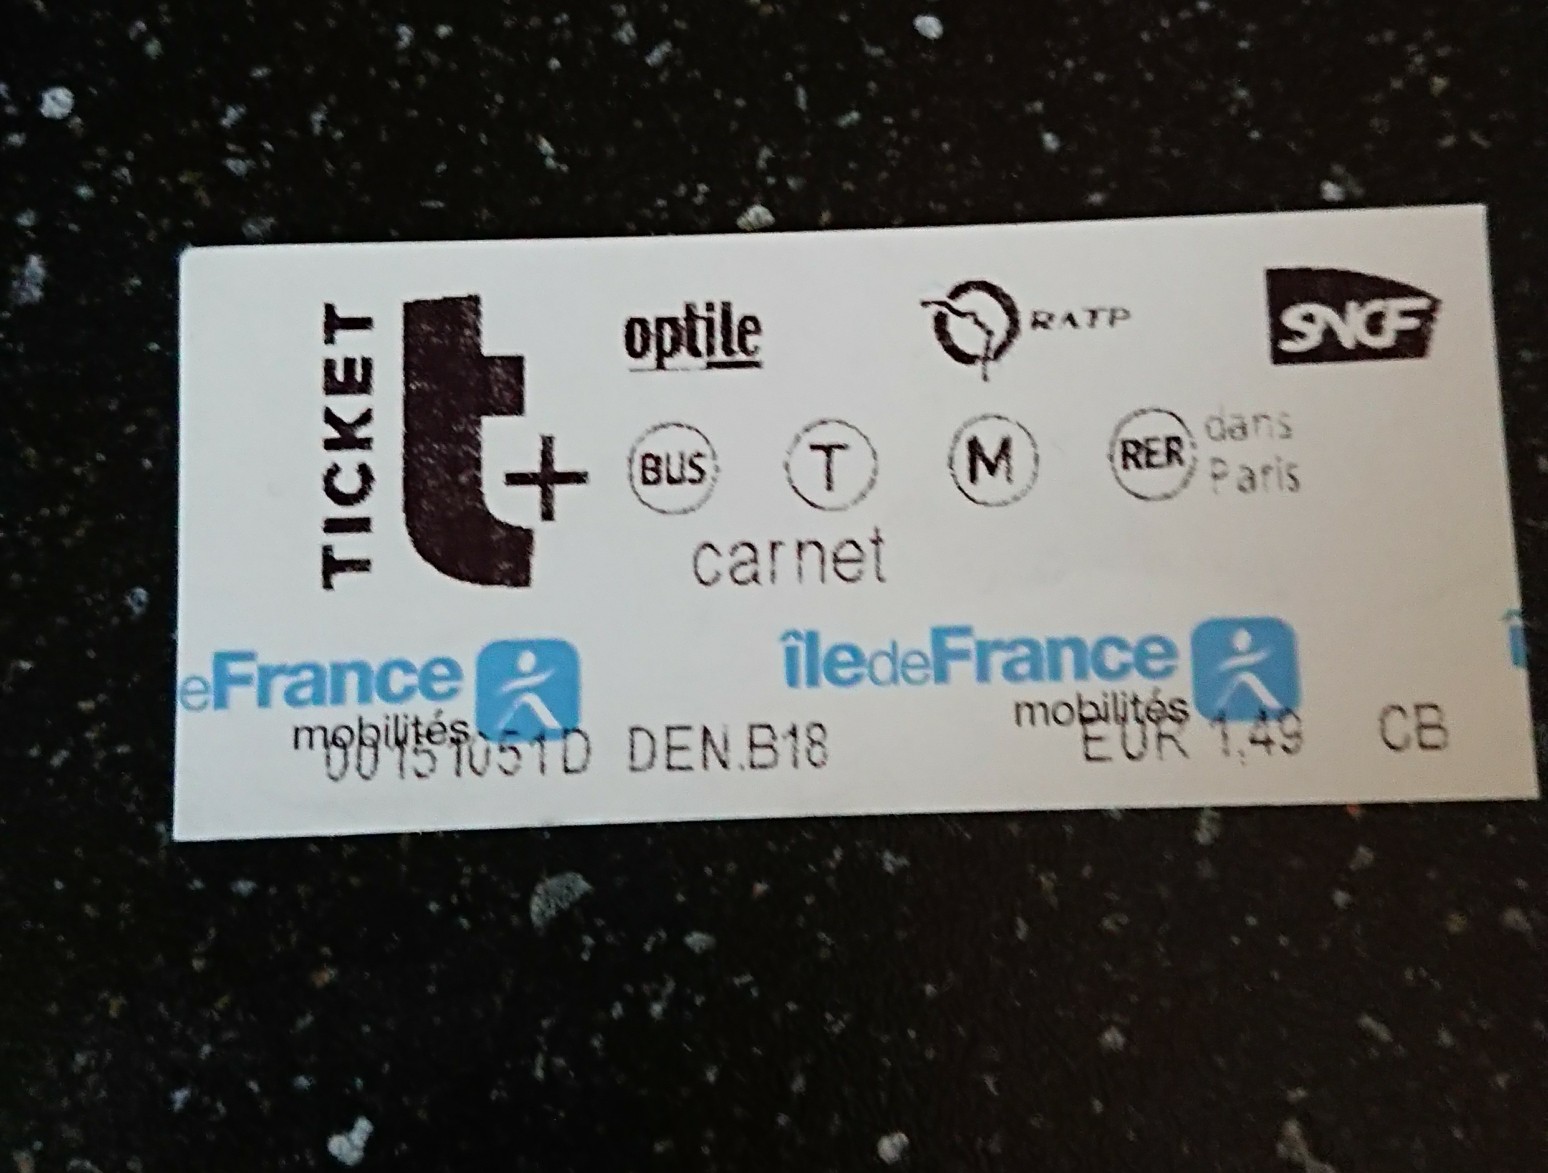 TICKET t+
optile RATP SNCF
BUS T M RER dans Paris
carnet
eFrance mobilités îledeFrance mobilités î
00151051D DEN.B18 EUR 1,49 CB